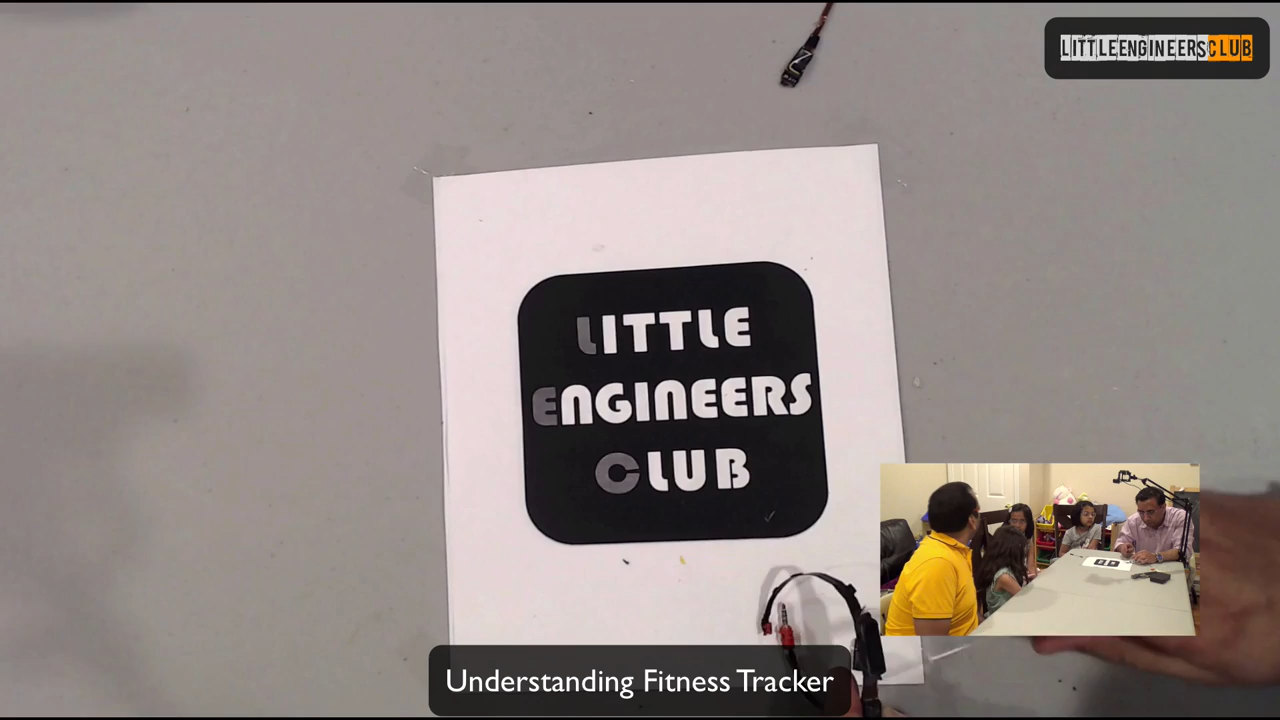 LITTLEENGINEERSCLUB
LITTLE
ENGINEERS
CLUB
Understanding Fitness Tracker